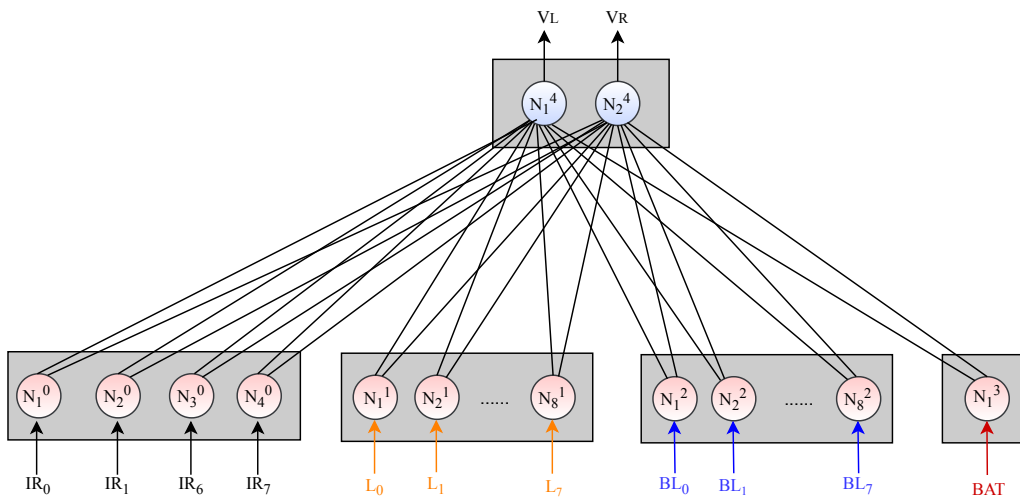 VL VR
N₁⁴ N₂⁴
N₁⁰ N₂⁰ N₃⁰ N₄⁰ N₁¹ N₂¹ ...... N₈¹ N₁² N₂² ...... N₈² N₁³
IR₀ IR₁ IR₆ IR₇ L₀ L₁ L₇ BL₀ BL₁ BL₇ BAT